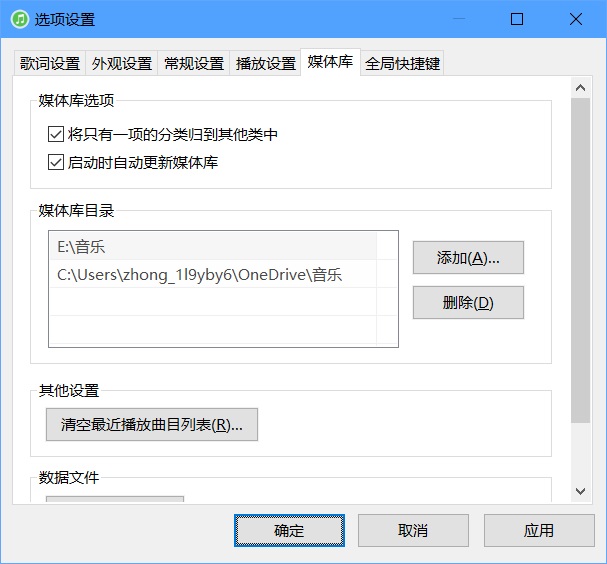 选项设置
歌词设置 外观设置 常规设置 播放设置 媒体库 全局快捷键
媒体库选项
将只有一项的分类归到其他类中
启动时自动更新媒体库
媒体库目录
E:\音乐
C:\Users\zhong_1l9yby6\OneDrive\音乐
添加(A)...
删除(D)
其他设置
清空最近播放曲目列表(R)...
数据文件
确定 取消 应用